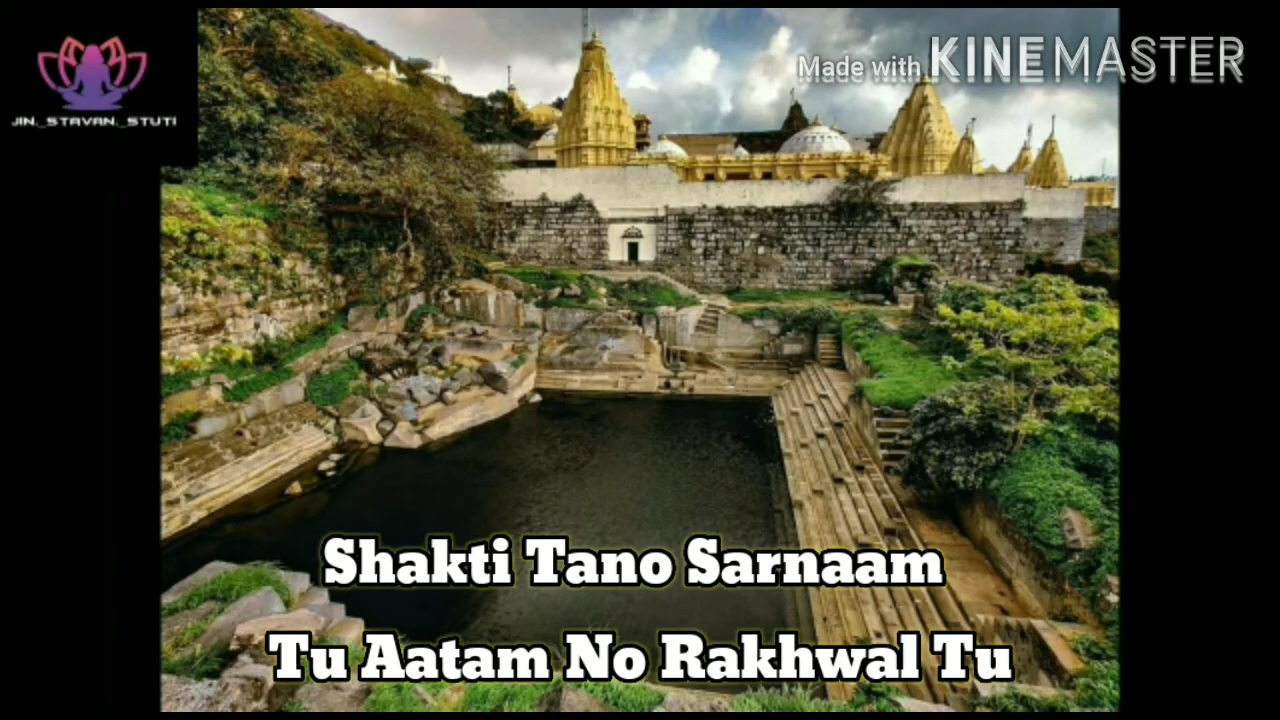 Made with KINEMASTER
JIN_STAVAN_STUTI
Shakti Tano Sarnaam
Tu Aatam No Rakhwal Tu